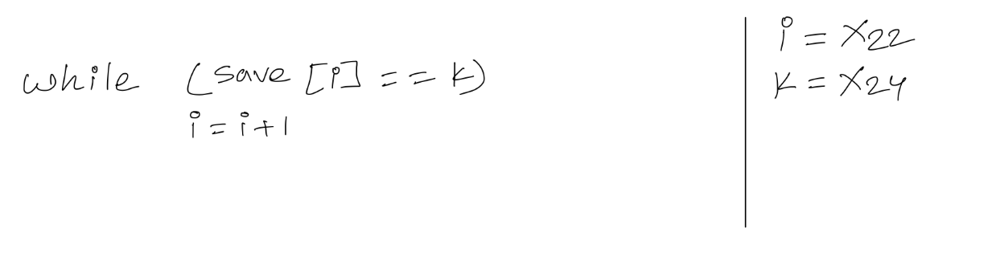 while (save [i] == k)
i = i + 1
i = X22
K = X24